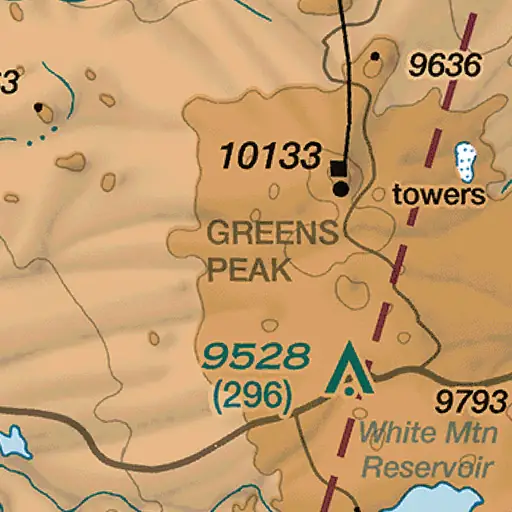 9636
10133
towers
GREENS
PEAK
9528
(296)
9793
White Mtn
Reservoir